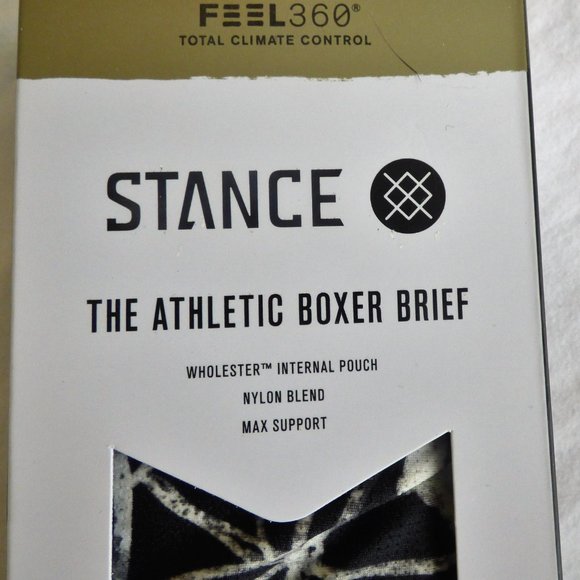 FEEL360®
TOTAL CLIMATE CONTROL
STANCE
THE ATHLETIC BOXER BRIEF
WHOLESTER™ INTERNAL POUCH
NYLON BLEND
MAX SUPPORT